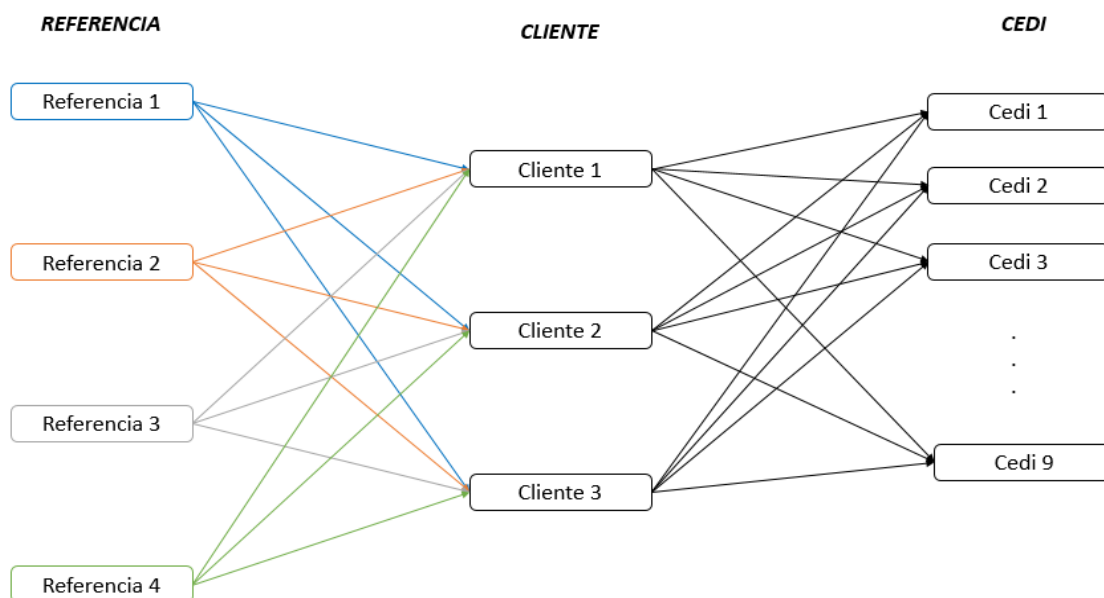 REFERENCIA
CLIENTE
CEDI
Referencia 1
Referencia 2
Referencia 3
Referencia 4
Cliente 1
Cliente 2
Cliente 3
Cedi 1
Cedi 2
Cedi 3
.
.
.
Cedi 9